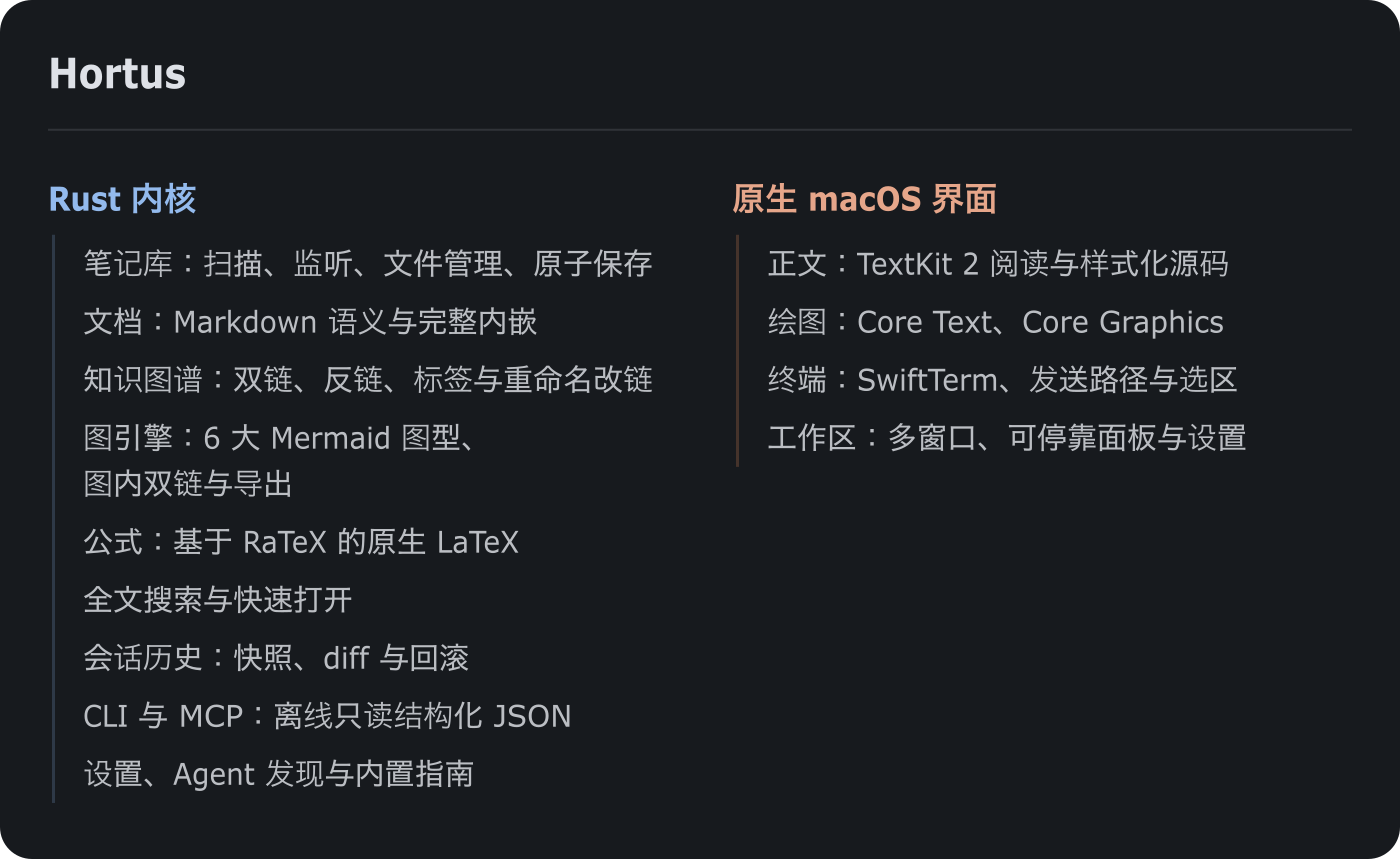 Hortus
Rust 内核
笔记库：扫描、监听、文件管理、原子保存
文档：Markdown 语义与完整内嵌
知识图谱：双链、反链、标签与重命名改链
图引擎：6 大 Mermaid 图型、
图内双链与导出
公式：基于 RaTeX 的原生 LaTeX
全文搜索与快速打开
会话历史：快照、diff 与回滚
CLI 与 MCP：离线只读结构化 JSON
设置、Agent 发现与内置指南
原生 macOS 界面
正文：TextKit 2 阅读与样式化源码
绘图：Core Text、Core Graphics
终端：SwiftTerm、发送路径与选区
工作区：多窗口、可停靠面板与设置